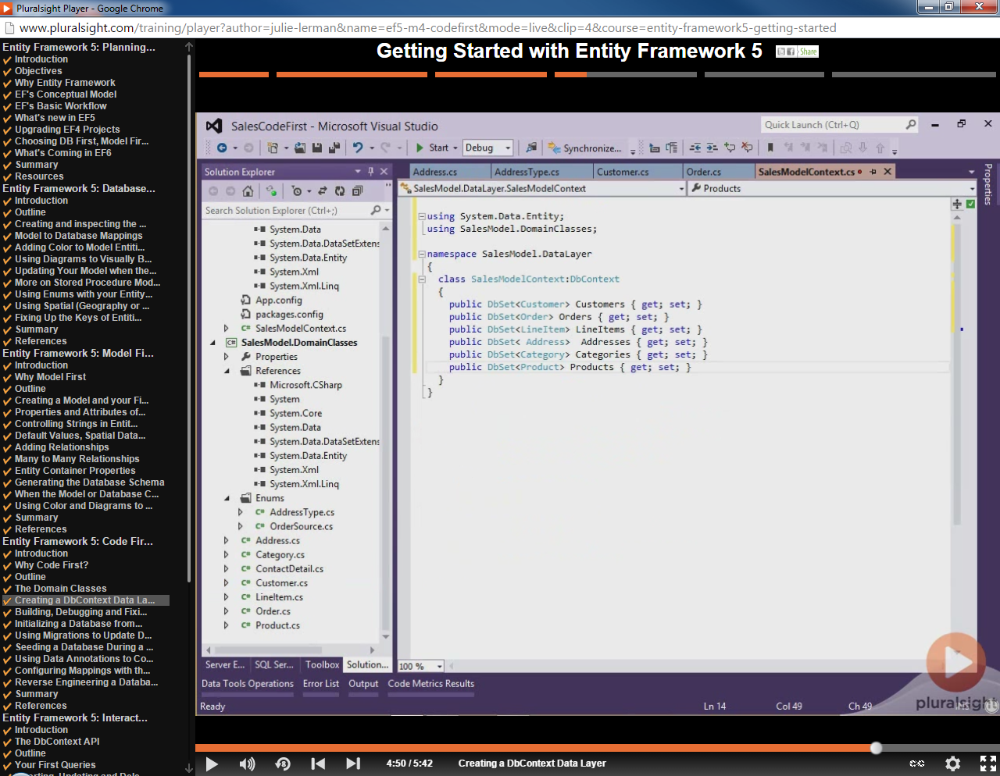 Pluralsight Player - Google Chrome
www.pluralsight.com/training/player?author=julie-lerman&name=ef5-m4-codefirst&mode=live&clip=4&course=entity-framework5-getting-started
Entity Framework 5: Planning...
Introduction
Objectives
Why Entity Framework
EF's Conceptual Model
EF's Basic Workflow
What's new in EF5
Upgrading EF4 Projects
Choosing DB First, Model Fir...
What's Coming in EF6
Summary
Resources
Entity Framework 5: Database...
Introduction
Outline
Creating and inspecting the ...
Model to Database Mappings
Adding Color to Model Entiti...
Using Diagrams to Visually B...
Updating Your Model when the...
More on Stored Procedure Mod...
Using Enums with your Entity...
Using Spatial (Geography or ...
Fixing Up the Keys of Entiti...
Summary
References
Entity Framework 5: Model Fi...
Introduction
Why Model First
Outline
Creating a Model and your Fi...
Properties and Attributes of...
Controlling Strings in Entit...
Default Values, Spatial Data...
Adding Relationships
Many to Many Relationships
Entity Container Properties
Generating the Database Schema
When the Model or Database C...
Using Color and Diagrams to ...
Summary
References
Entity Framework 5: Code Fir...
Introduction
Why Code First?
Outline
The Domain Classes
Creating a DbContext Data La...
Building, Debugging and Fixi...
Initializing a Database from...
Using Migrations to Update D...
Seeding a Database During a ...
Using Data Annotations to Co...
Configuring Mappings with th...
Reverse Engineering a Databa...
Summary
References
Entity Framework 5: Interact...
Introduction
The DbContext API
Outline
Your First Queries
Getting Started with Entity Framework 5
Share
SalesCodeFirst - Microsoft Visual Studio
Quick Launch (Ctrl+Q)
Start
Debug
Synchronize...
Solution Explorer
Search Solution Explorer (Ctrl+;)
System.Data
System.Data.DataSetExtens
System.Data.Entity
System.Xml
System.Xml.Linq
App.config
packages.config
SalesModelContext.cs
SalesModel.DomainClasses
Properties
References
Microsoft.CSharp
System
System.Core
System.Data
System.Data.DataSetExtens
System.Data.Entity
System.Xml
System.Xml.Linq
Enums
AddressType.cs
OrderSource.cs
Address.cs
Category.cs
ContactDetail.cs
Customer.cs
LineItem.cs
Order.cs
Product.cs
Server E... SQL Ser... Toolbox Solution...
Address.cs AddressType.cs Customer.cs Order.cs SalesModelContext.cs
SalesModel.DataLayer.SalesModelContext
Products
Properties
using System.Data.Entity;
using SalesModel.DomainClasses;
namespace SalesModel.DataLayer
{
class SalesModelContext:DbContext
{
public DbSet<Customer> Customers { get; set; }
public DbSet<Order> Orders { get; set; }
public DbSet<LineItem> LineItems { get; set; }
public DbSet< Address>  Addresses { get; set; }
public DbSet<Category> Categories { get; set; }
public DbSet<Product> Products { get; set; }
}
}
100 %
Data Tools Operations Error List Output Code Metrics Results
Ready
Ln 14 Col 49 Ch 49 INS
pluralsight
4:50 / 5:42
Creating a DbContext Data Layer
CC